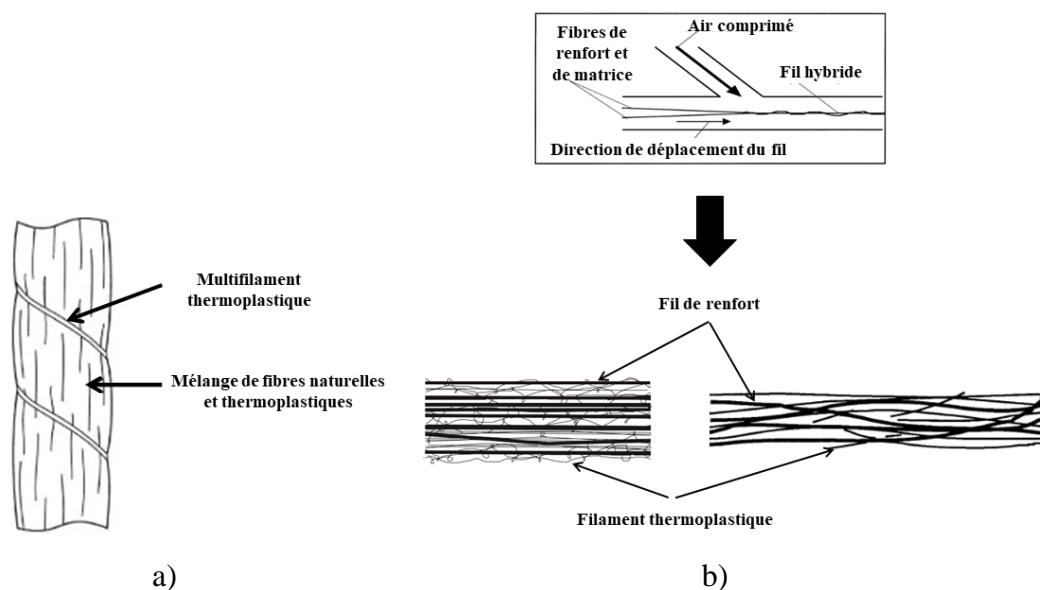 Air comprimé
Fibres de
renfort et
de matrice
Fil hybride
Direction de déplacement du fil
Multifilament
thermoplastique
Mélange de fibres naturelles
et thermoplastiques
Fil de renfort
Filament thermoplastique
a)
b)